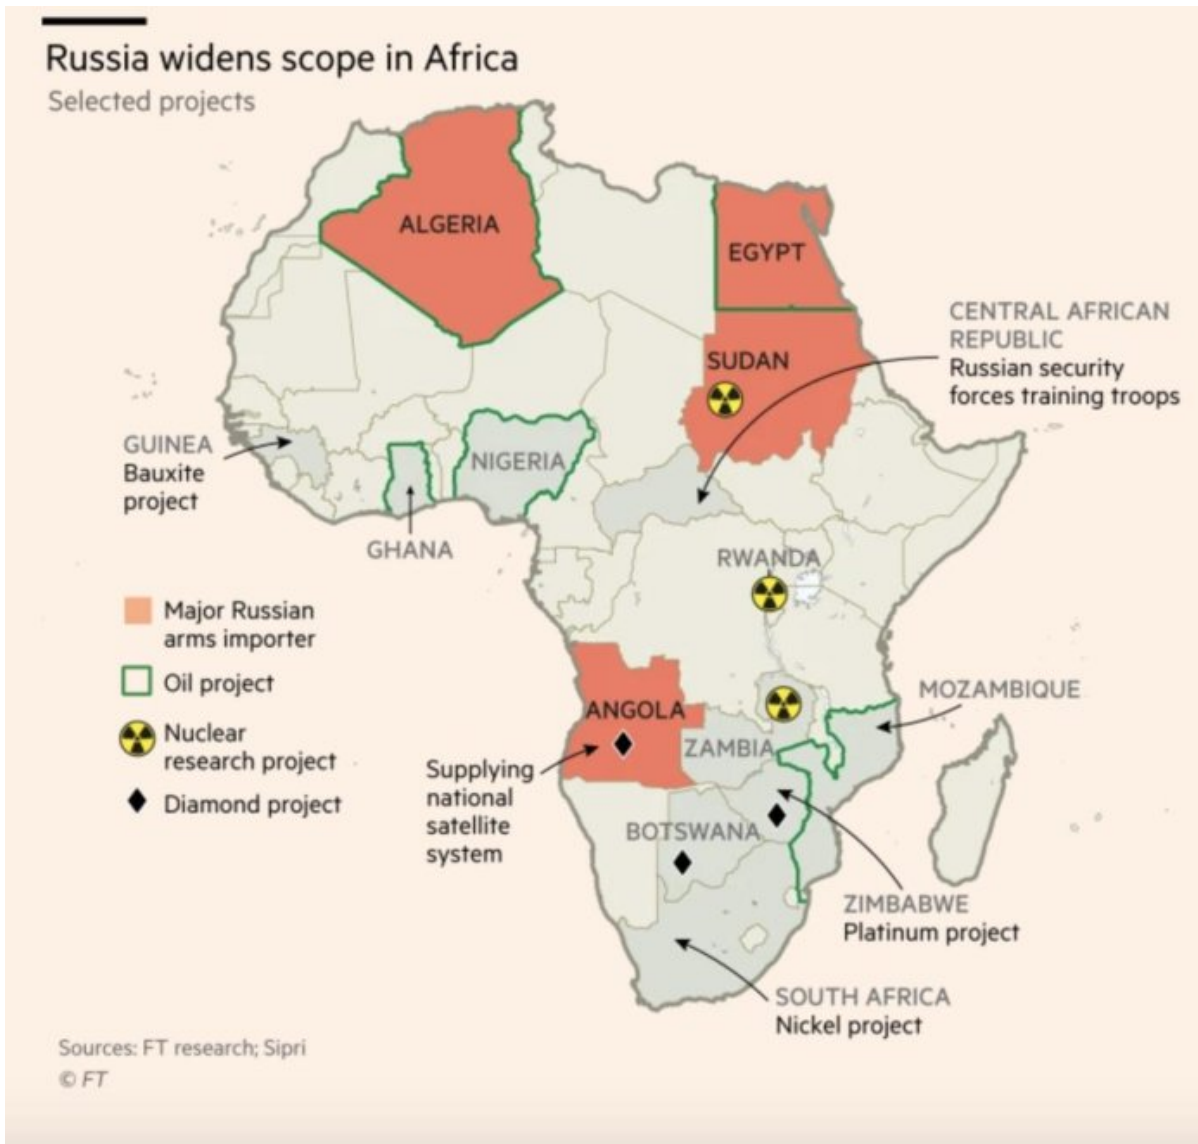 Russia widens scope in Africa
Selected projects
ALGERIA
EGYPT
CENTRAL AFRICAN
REPUBLIC
Russian security
forces training troops
SUDAN
GUINEA
Bauxite
project
NIGERIA
GHANA
RWANDA
Major Russian
arms importer
Oil project
Nuclear
research project
Diamond project
MOZAMBIQUE
ANGOLA
ZAMBIA
Supplying
national
satellite
system
BOTSWANA
ZIMBABWE
Platinum project
SOUTH AFRICA
Nickel project
Sources: FT research; Sipri
© FT